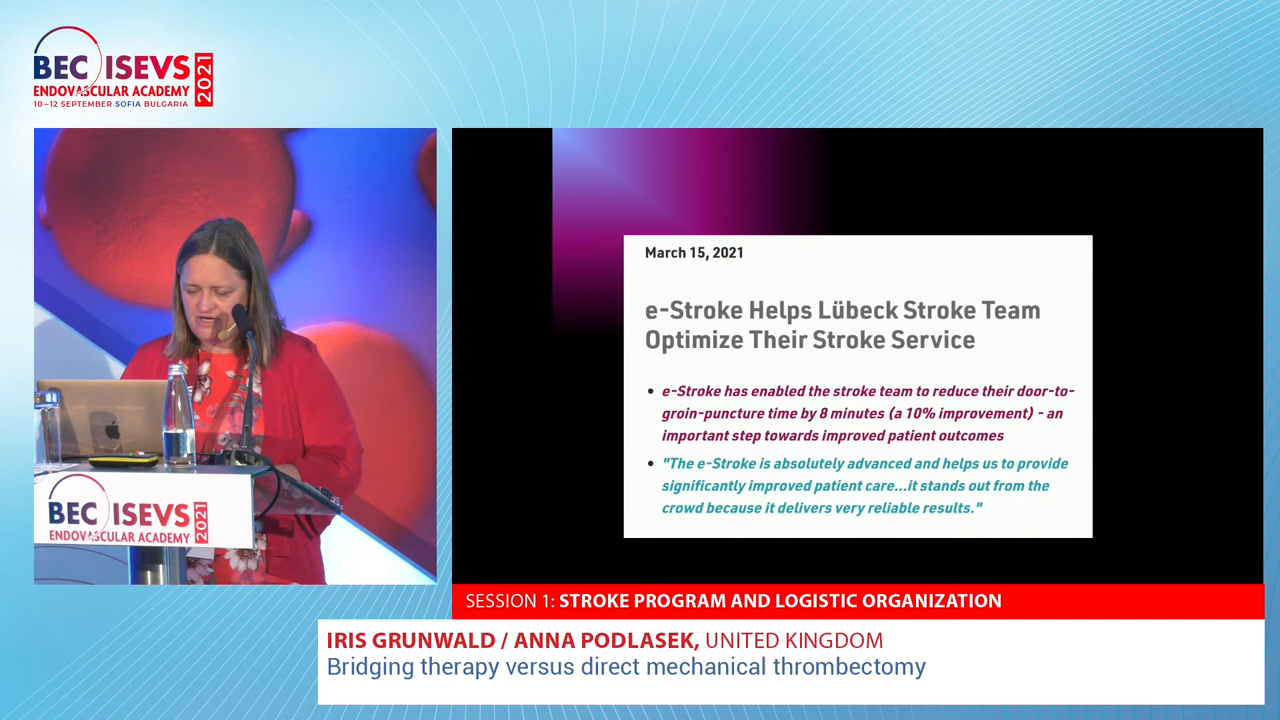 BEC ISEVS
ENDOVASCULAR ACADEMY
2021
10–12 SEPTEMBER SOFIA BULGARIA
March 15, 2021
e-Stroke Helps Lübeck Stroke Team
Optimize Their Stroke Service
• e-Stroke has enabled the stroke team to reduce their door-to-
groin-puncture time by 8 minutes (a 10% improvement) - an
important step towards improved patient outcomes
• "The e-Stroke is absolutely advanced and helps us to provide
significantly improved patient care...it stands out from the
crowd because it delivers very reliable results."
BEC ISEVS
ENDOVASCULAR ACADEMY
2021
SESSION 1: STROKE PROGRAM AND LOGISTIC ORGANIZATION
IRIS GRUNWALD / ANNA PODLASEK, UNITED KINGDOM
Bridging therapy versus direct mechanical thrombectomy